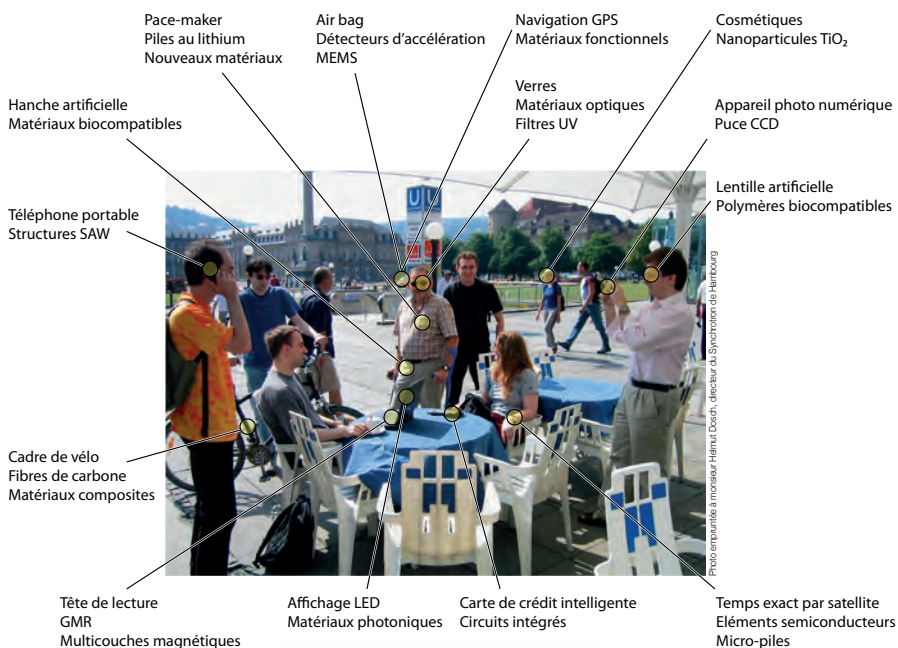 Pace-maker
Piles au lithium
Nouveaux matériaux
Air bag
Détecteurs d'accélération
MEMS
Navigation GPS
Matériaux fonctionnels
Cosmétiques
Nanoparticules TiO₂
Verres
Matériaux optiques
Filtres UV
Hanche artificielle
Matériaux biocompatibles
Appareil photo numérique
Puce CCD
Lentille artificielle
Polymères biocompatibles
Téléphone portable
Structures SAW
U U
Photo empruntée à monsieur Helmut Dosch, directeur du Synchrotion de Hambourg
Cadre de vélo
Fibres de carbone
Matériaux composites
Tête de lecture
GMR
Multicouches magnétiques
Affichage LED
Matériaux photoniques
Carte de crédit intelligente
Circuits intégrés
Temps exact par satellite
Eléments semiconducteurs
Micro-piles